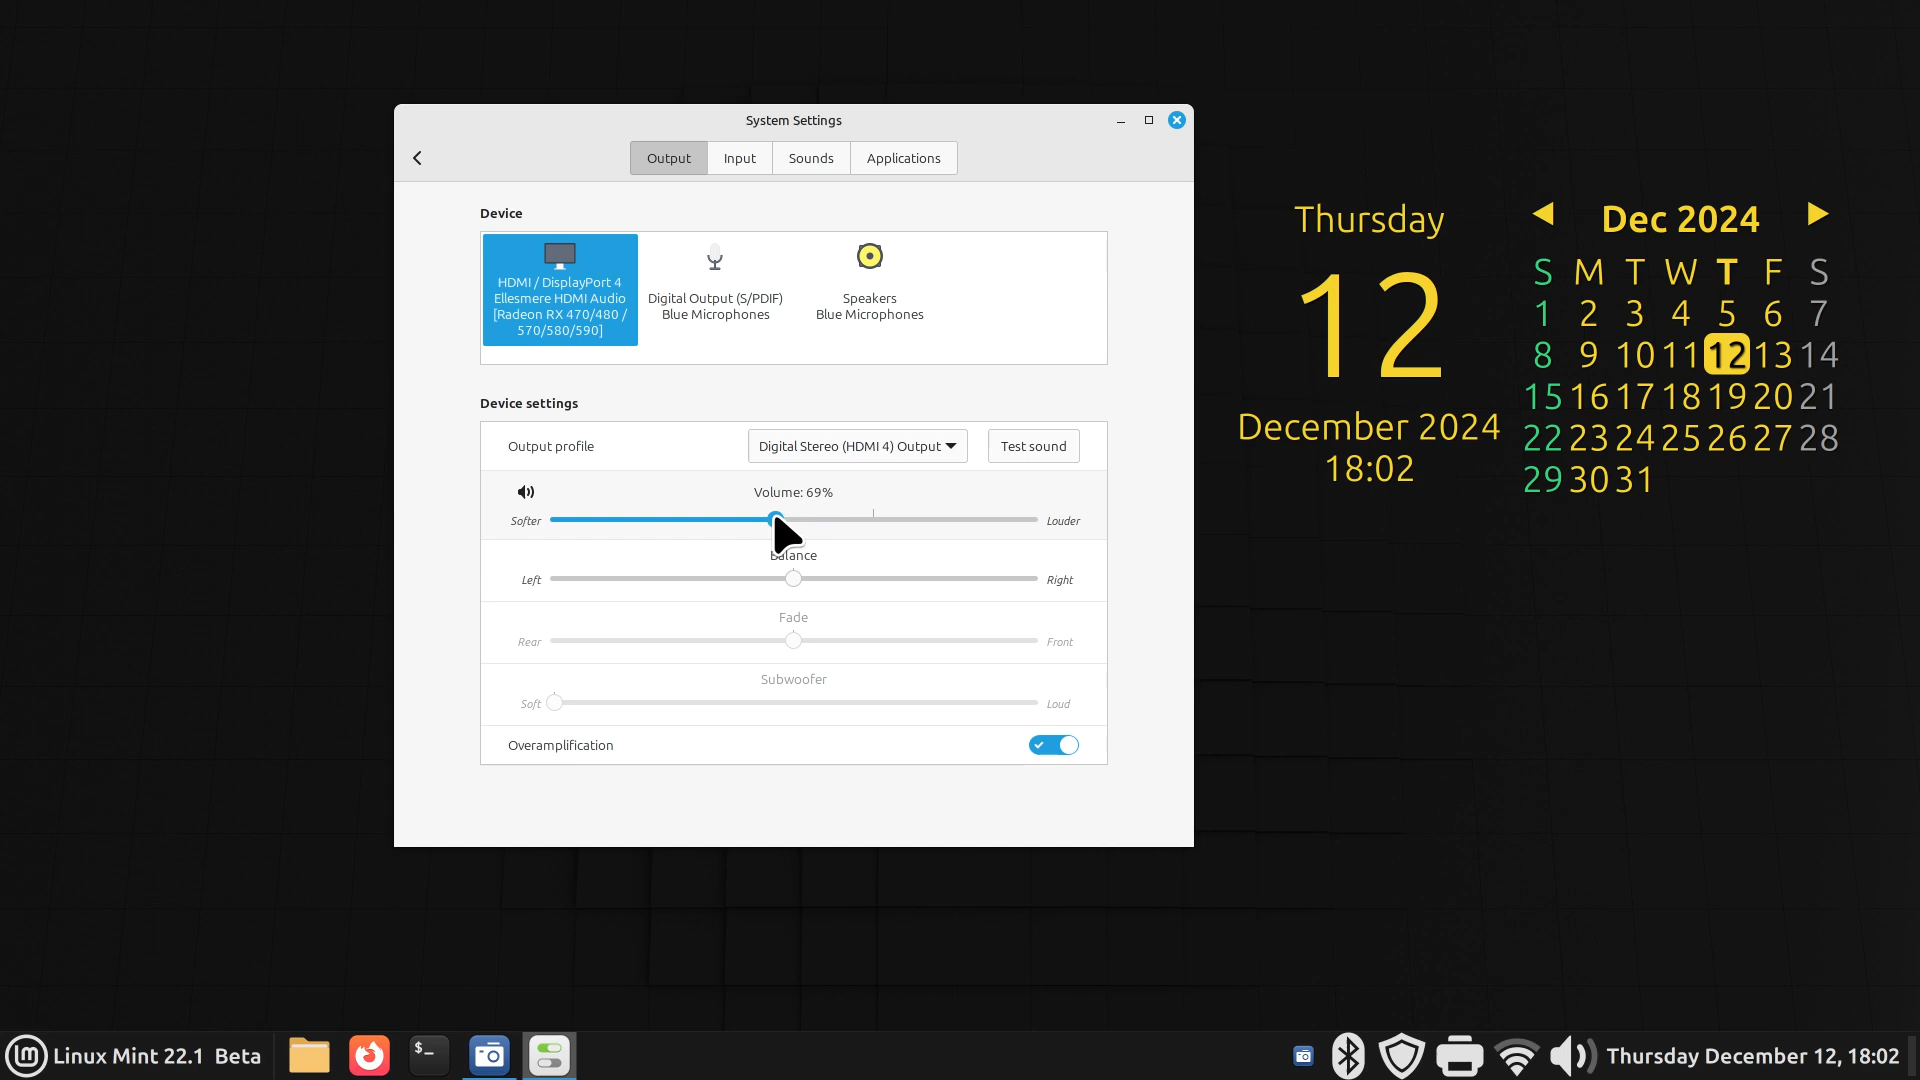 System Settings
Output Input Sounds Applications
Device
HDMI / DisplayPort 4
Ellesmere HDMI Audio
[Radeon RX 470/480 /
570/580/590]
Digital Output (S/PDIF)
Blue Microphones
Speakers
Blue Microphones
Device settings
Output profile Digital Stereo (HDMI 4) Output Test sound
Volume: 69%
Softer Louder
Balance
Left Right
Fade
Rear Front
Subwoofer
Soft Loud
Overamplification
Thursday
12
December 2024
18:02
Dec 2024
S M T W T F S
1 2 3 4 5 6 7
8 9 10 11 12 13 14
15 16 17 18 19 20 21
22 23 24 25 26 27 28
29 30 31
$_
Linux Mint 22.1 Beta
Thursday December 12, 18:02